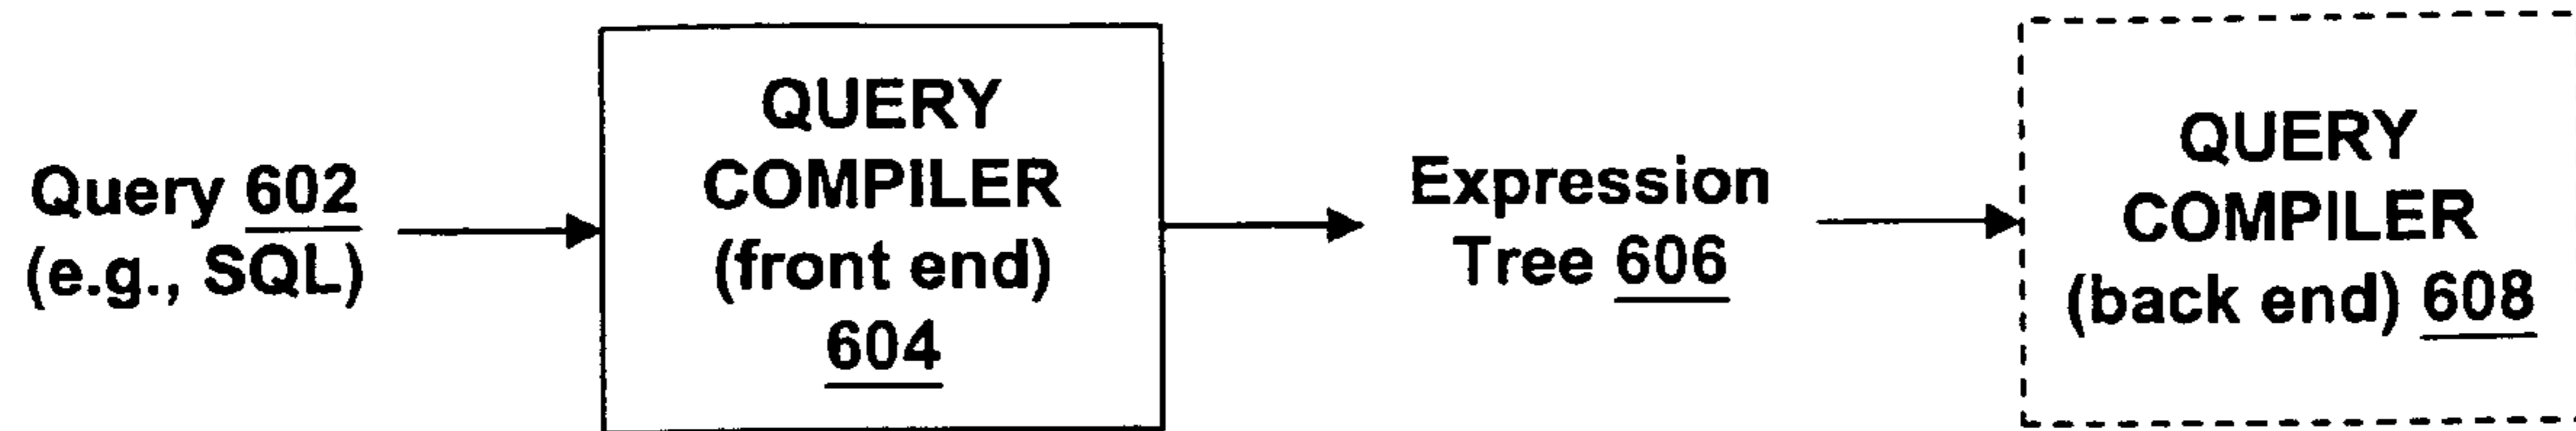 Query 602
(e.g., SQL)
QUERY
COMPILER
(front end)
604
Expression
Tree 606
QUERY
COMPILER
(back end) 608